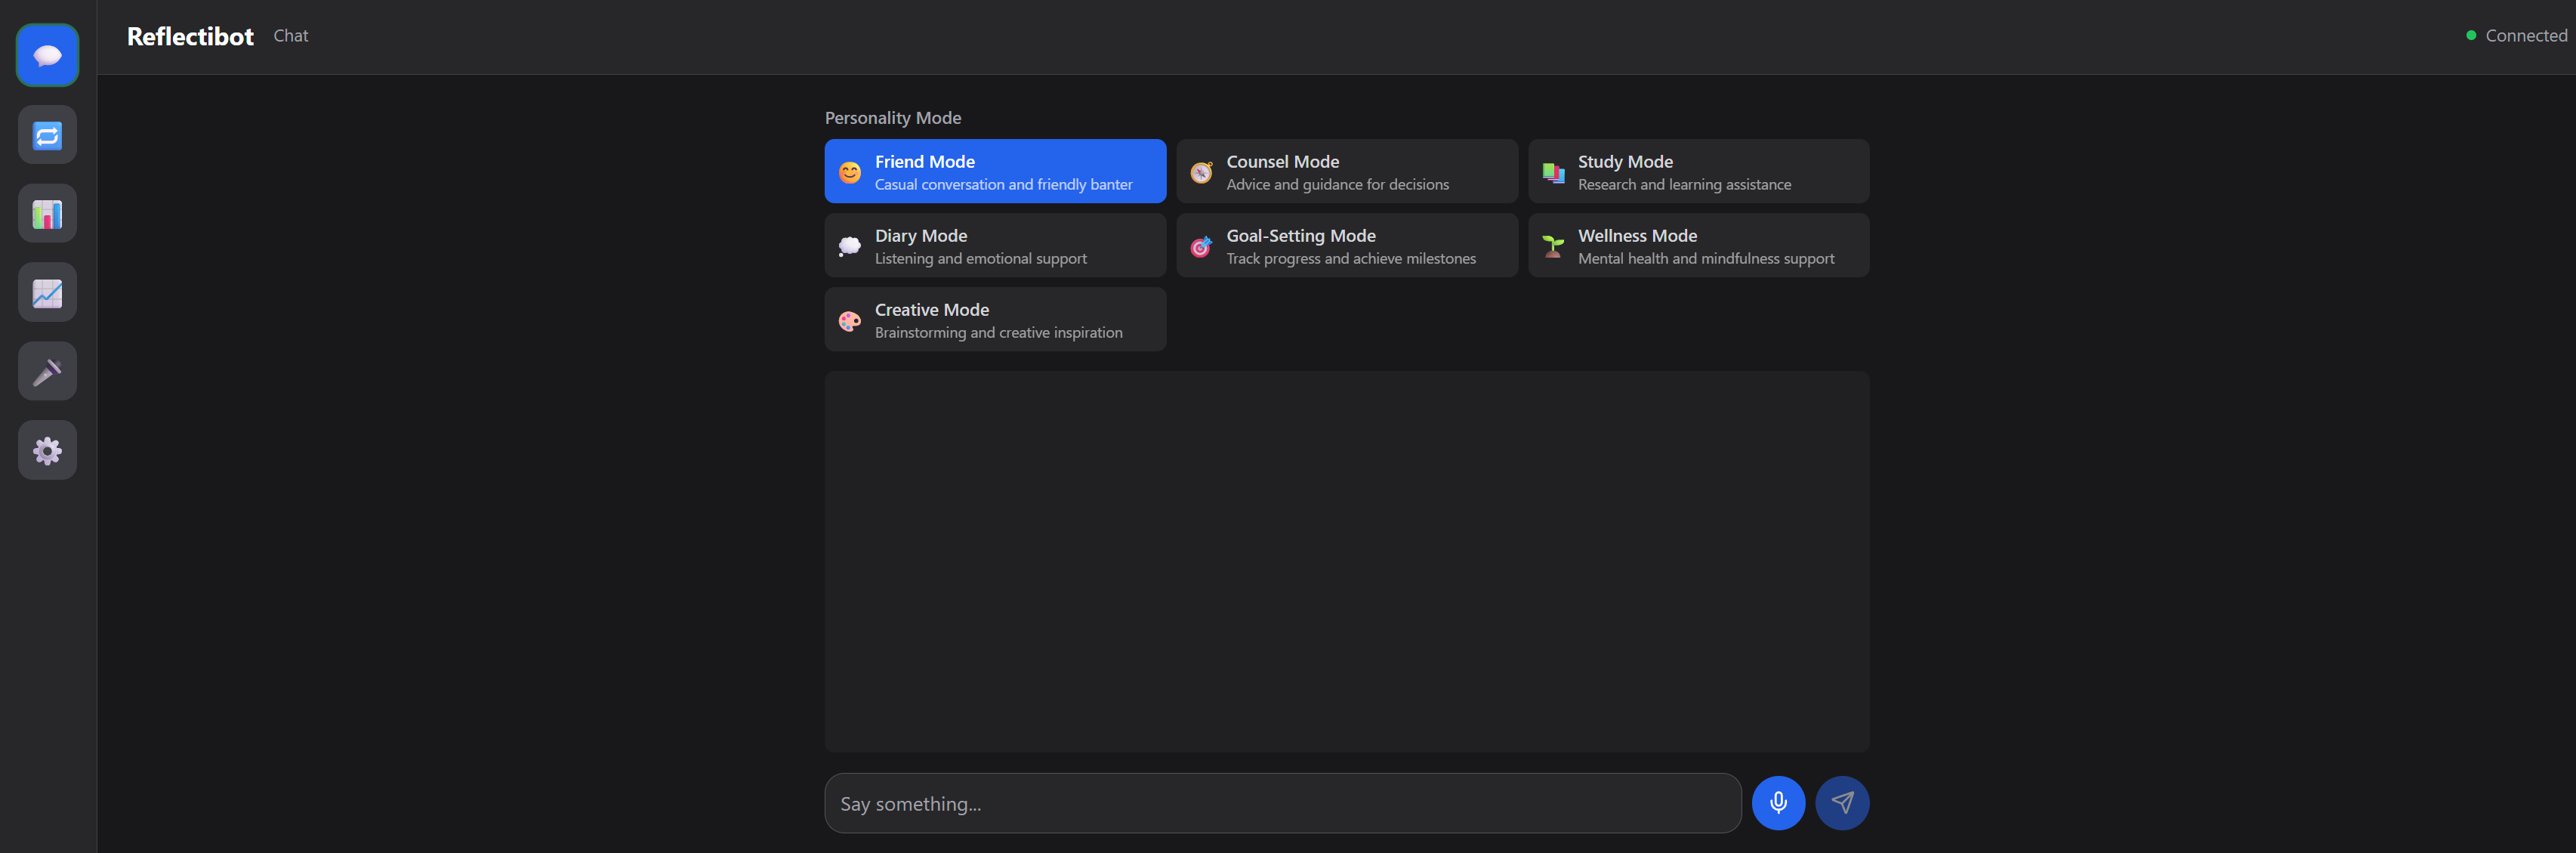 Reflectibot Chat
Connected
Personality Mode
Friend Mode
Casual conversation and friendly banter
Counsel Mode
Advice and guidance for decisions
Study Mode
Research and learning assistance
Diary Mode
Listening and emotional support
Goal-Setting Mode
Track progress and achieve milestones
Wellness Mode
Mental health and mindfulness support
Creative Mode
Brainstorming and creative inspiration
Say something...